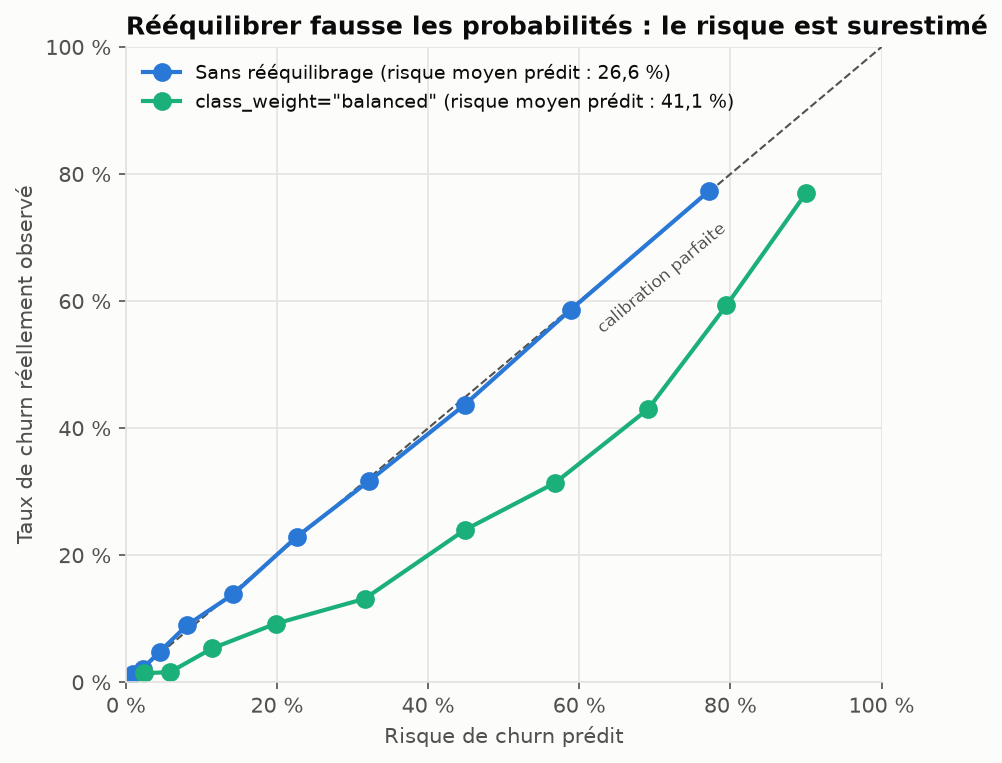 Rééquilibrer fausse les probabilités : le risque est surestimé
100 %
80 %
60 %
40 %
20 %
0 %
Taux de churn réellement observé
Sans rééquilibrage (risque moyen prédit : 26,6 %)
class_weight="balanced" (risque moyen prédit : 41,1 %)
calibration parfaite
0 %
20 %
40 %
60 %
80 %
100 %
Risque de churn prédit